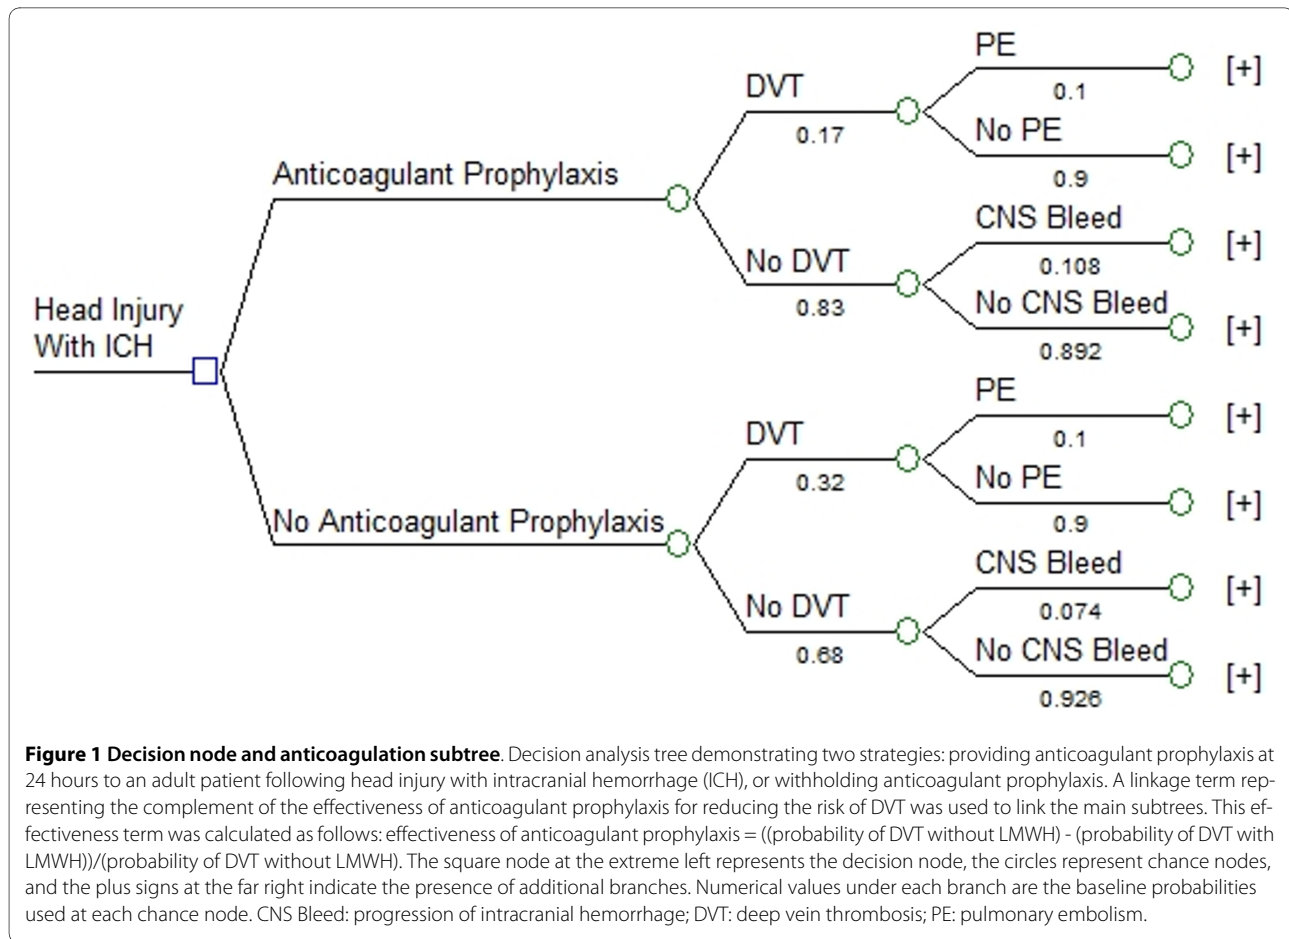 PE
[+]
DVT
0.1
0.17
No PE
[+]
0.9
Anticoagulant Prophylaxis
CNS Bleed
[+]
No DVT
0.108
0.83
No CNS Bleed
[+]
0.892
Head Injury
With ICH
PE
[+]
DVT
0.1
0.32
No PE
[+]
0.9
No Anticoagulant Prophylaxis
CNS Bleed
[+]
No DVT
0.074
0.68
No CNS Bleed
[+]
0.926
Figure 1 Decision node and anticoagulation subtree. Decision analysis tree demonstrating two strategies: providing anticoagulant prophylaxis at
24 hours to an adult patient following head injury with intracranial hemorrhage (ICH), or withholding anticoagulant prophylaxis. A linkage term rep-
resenting the complement of the effectiveness of anticoagulant prophylaxis for reducing the risk of DVT was used to link the main subtrees. This ef-
fectiveness term was calculated as follows: effectiveness of anticoagulant prophylaxis = ((probability of DVT without LMWH) - (probability of DVT with
LMWH))/(probability of DVT without LMWH). The square node at the extreme left represents the decision node, the circles represent chance nodes,
and the plus signs at the far right indicate the presence of additional branches. Numerical values under each branch are the baseline probabilities
used at each chance node. CNS Bleed: progression of intracranial hemorrhage; DVT: deep vein thrombosis; PE: pulmonary embolism.